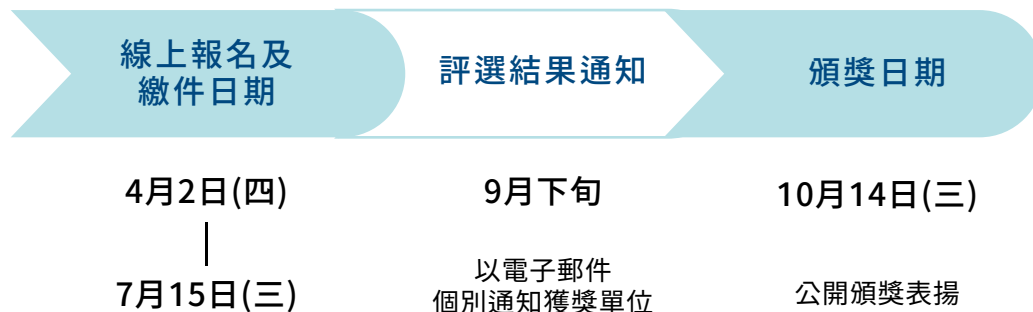 線上報名及
繳件日期
評選結果通知
頒獎日期
4月2日(四)
7月15日(三)
9月下旬
以電子郵件
個別通知獲獎單位
10月14日(三)
公開頒獎表揚